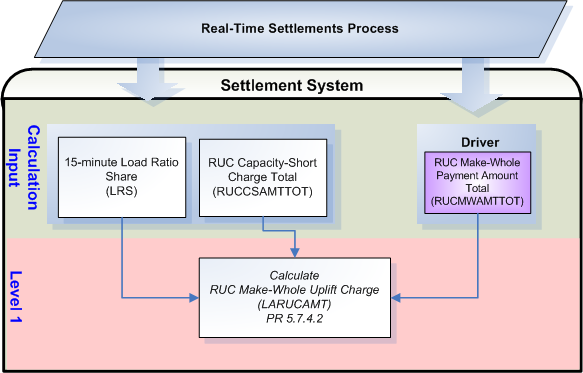 Real-Time Settlements Process
Settlement System
Calculation
Input
15-minute Load Ratio
Share
(LRS)
RUC Capacity-Short
Charge Total
(RUCCSAMTTOT)
Driver
RUC Make-Whole
Payment Amount
Total
(RUCMWAMTTOT)
Level 1
Calculate
RUC Make-Whole Uplift Charge
(LARUCAMT)
PR 5.7.4.2